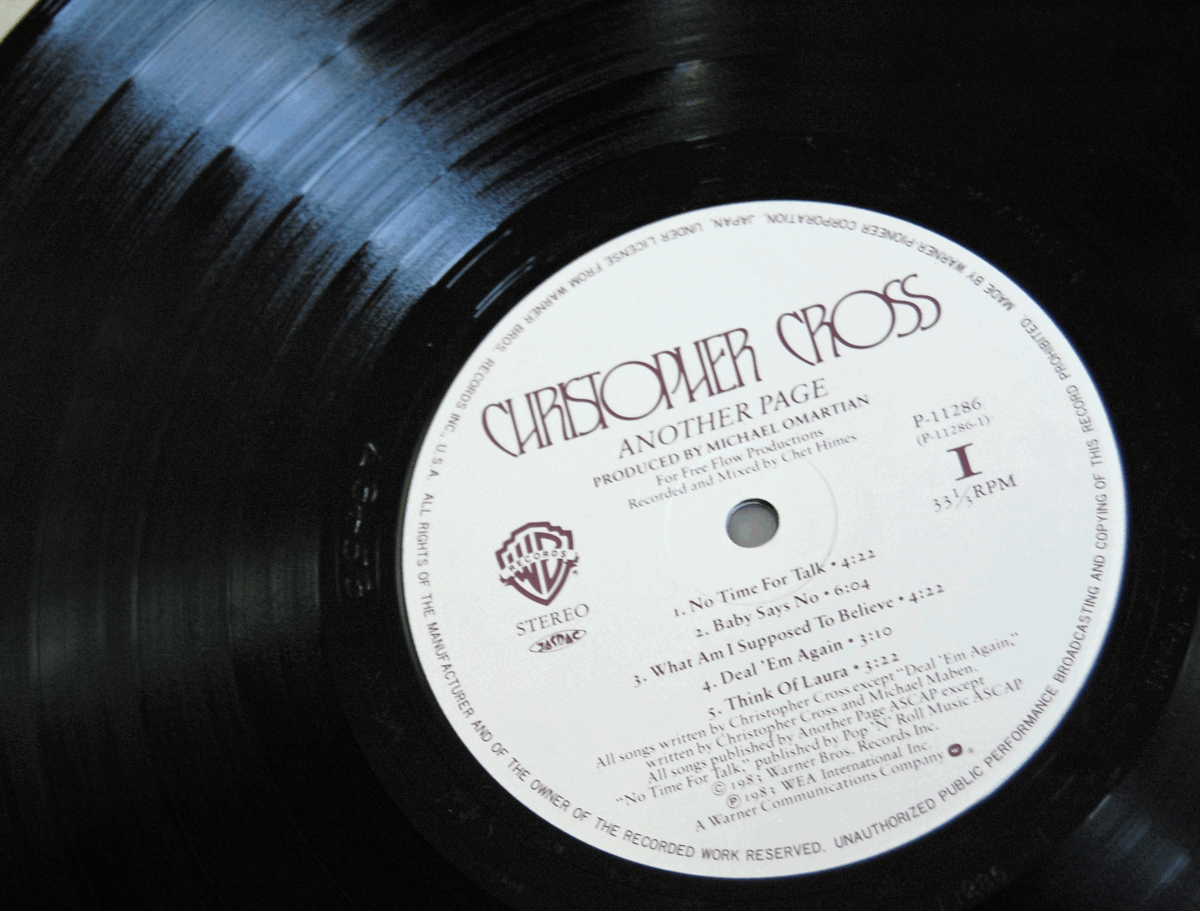 CHRISTOPHER CROSS
ANOTHER PAGE
PRODUCED BY MICHAEL OMARTIAN
For Free Flow Productions
Recorded and Mixed by Chet Himes
P-11286
(P-11286-1)
I
33 1/3 RPM
WB
RECORDS
STEREO
JASRAC
1. No Time For Talk • 4:22
2. Baby Says No • 6:04
3. What Am I Supposed To Believe • 4:22
4. Deal 'Em Again • 3:10
5. Think Of Laura • 3:22
All songs written by Christopher Cross except "Deal 'Em Again,"
written by Christopher Cross and Michael Maben.
All songs published by Another Page ASCAP except
"No Time For Talk," published by Pop 'N' Roll Music ASCAP
© 1983 Warner Bros. Records Inc.
℗ 1983 WEA International Inc.
A Warner Communications Company
MADE BY WARNER-PIONEER CORPORATION, JAPAN, UNDER LICENSE FROM WARNER BROS. RECORDS INC., U.S.A. ALL RIGHTS OF THE MANUFACTURER AND OF THE OWNER OF THE RECORDED WORK RESERVED. UNAUTHORIZED PUBLIC PERFORMANCE BROADCASTING AND COPYING OF THIS RECORD PROHIBITED.